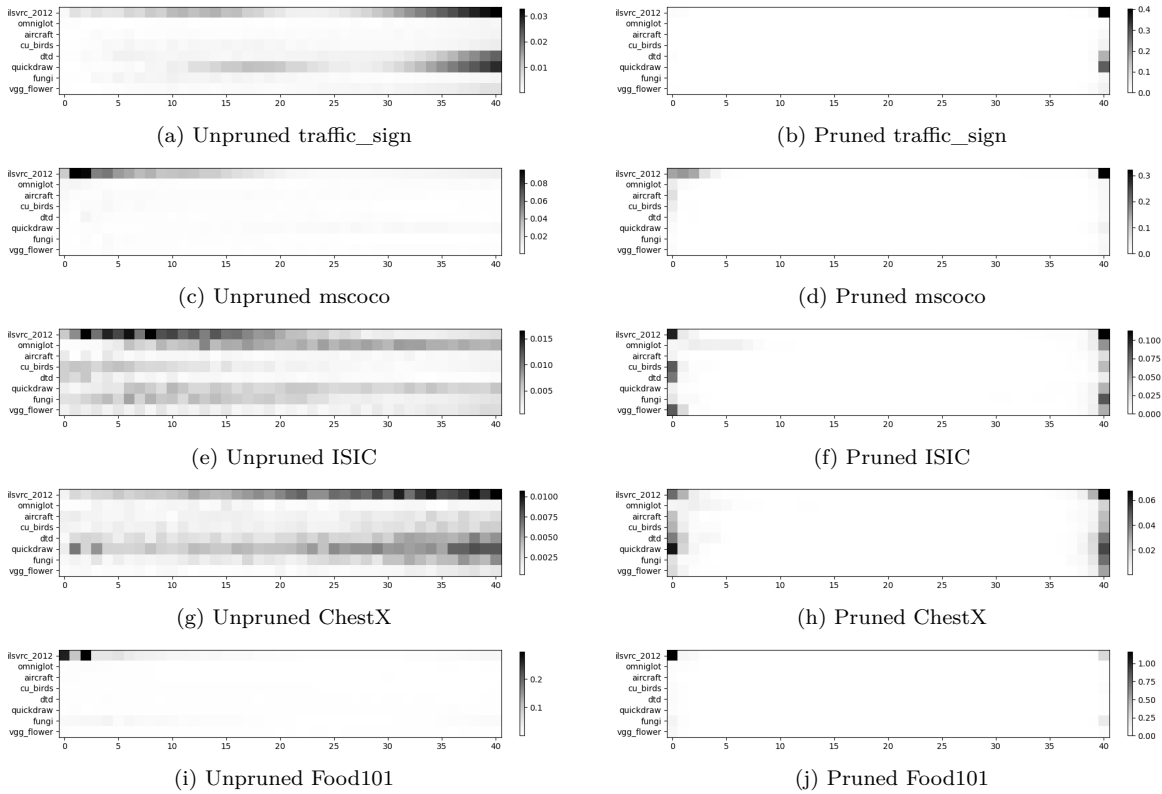 ilsvrc_2012
omniglot
aircraft
cu_birds
dtd
quickdraw
fungi
vgg_flower
0 5 10 15 20 25 30 35 40
0.03
0.02
0.01
(a) Unpruned traffic_sign
ilsvrc_2012
omniglot
aircraft
cu_birds
dtd
quickdraw
fungi
vgg_flower
0 5 10 15 20 25 30 35 40
0.4
0.3
0.2
0.1
0.0
(b) Pruned traffic_sign
ilsvrc_2012
omniglot
aircraft
cu_birds
dtd
quickdraw
fungi
vgg_flower
0 5 10 15 20 25 30 35 40
0.08
0.06
0.04
0.02
(c) Unpruned mscoco
ilsvrc_2012
omniglot
aircraft
cu_birds
dtd
quickdraw
fungi
vgg_flower
0 5 10 15 20 25 30 35 40
0.3
0.2
0.1
0.0
(d) Pruned mscoco
ilsvrc_2012
omniglot
aircraft
cu_birds
dtd
quickdraw
fungi
vgg_flower
0 5 10 15 20 25 30 35 40
0.015
0.010
0.005
(e) Unpruned ISIC
ilsvrc_2012
omniglot
aircraft
cu_birds
dtd
quickdraw
fungi
vgg_flower
0 5 10 15 20 25 30 35 40
0.100
0.075
0.050
0.025
0.000
(f) Pruned ISIC
ilsvrc_2012
omniglot
aircraft
cu_birds
dtd
quickdraw
fungi
vgg_flower
0 5 10 15 20 25 30 35 40
0.0100
0.0075
0.0050
0.0025
(g) Unpruned ChestX
ilsvrc_2012
omniglot
aircraft
cu_birds
dtd
quickdraw
fungi
vgg_flower
0 5 10 15 20 25 30 35 40
0.06
0.04
0.02
(h) Pruned ChestX
ilsvrc_2012
omniglot
aircraft
cu_birds
dtd
quickdraw
fungi
vgg_flower
0 5 10 15 20 25 30 35 40
0.2
0.1
(i) Unpruned Food101
ilsvrc_2012
omniglot
aircraft
cu_birds
dtd
quickdraw
fungi
vgg_flower
0 5 10 15 20 25 30 35 40
1.00
0.75
0.50
0.25
0.00
(j) Pruned Food101